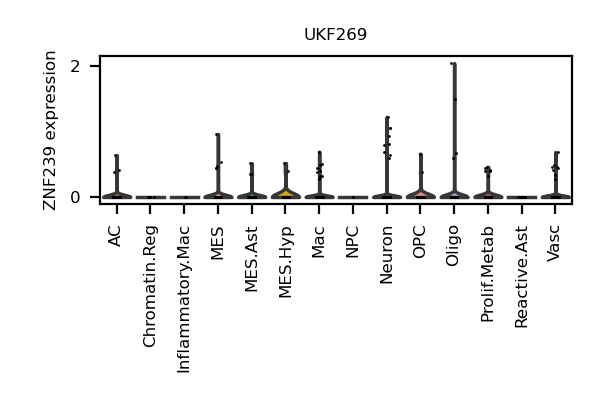 UKF269
ZNF239 expression
2
0
AC
Chromatin.Reg
Inflammatory.Mac
MES
MES.Ast
MES.Hyp
Mac
NPC
Neuron
OPC
Oligo
Prolif.Metab
Reactive.Ast
Vasc